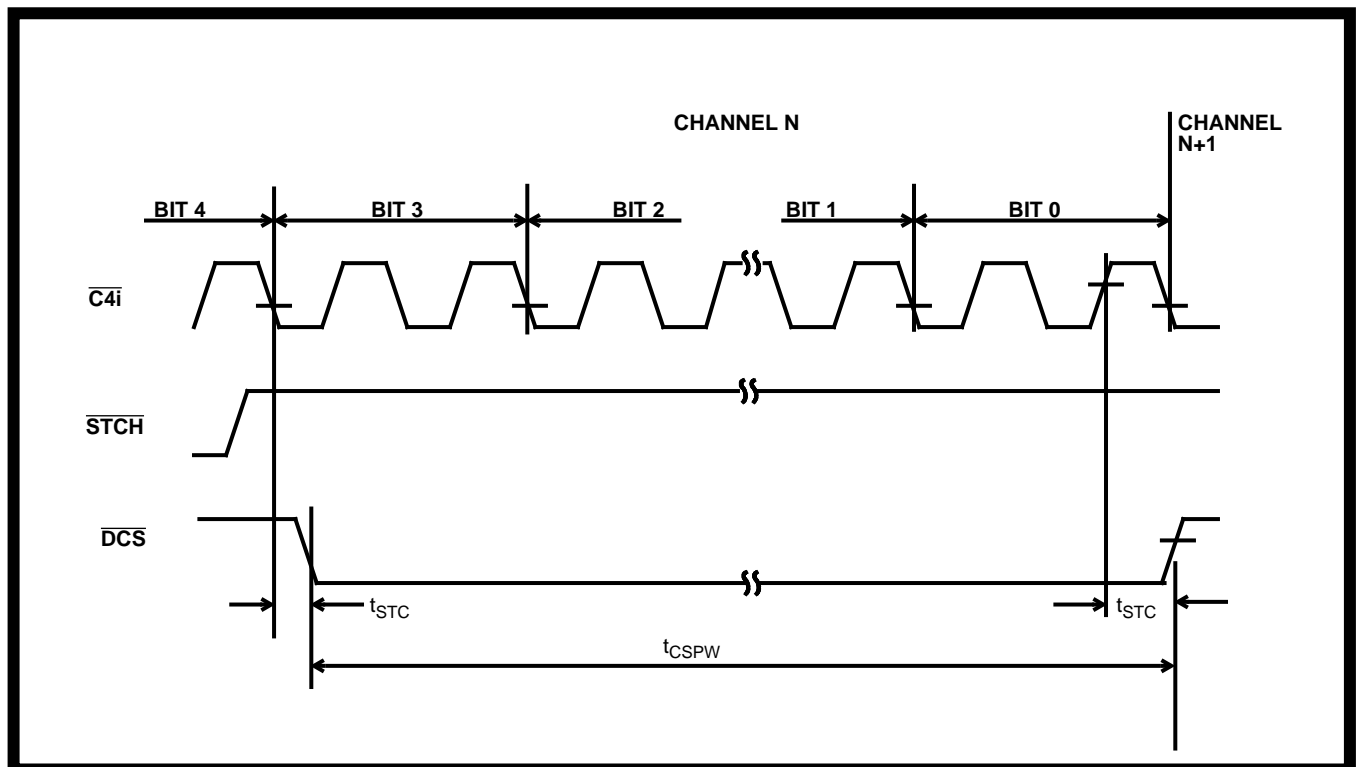 CHANNEL N
CHANNEL
N+1
BIT 4 BIT 3 BIT 2 BIT 1 BIT 0
C4i
STCH
DCS
tSTC tSTC
tCSPW